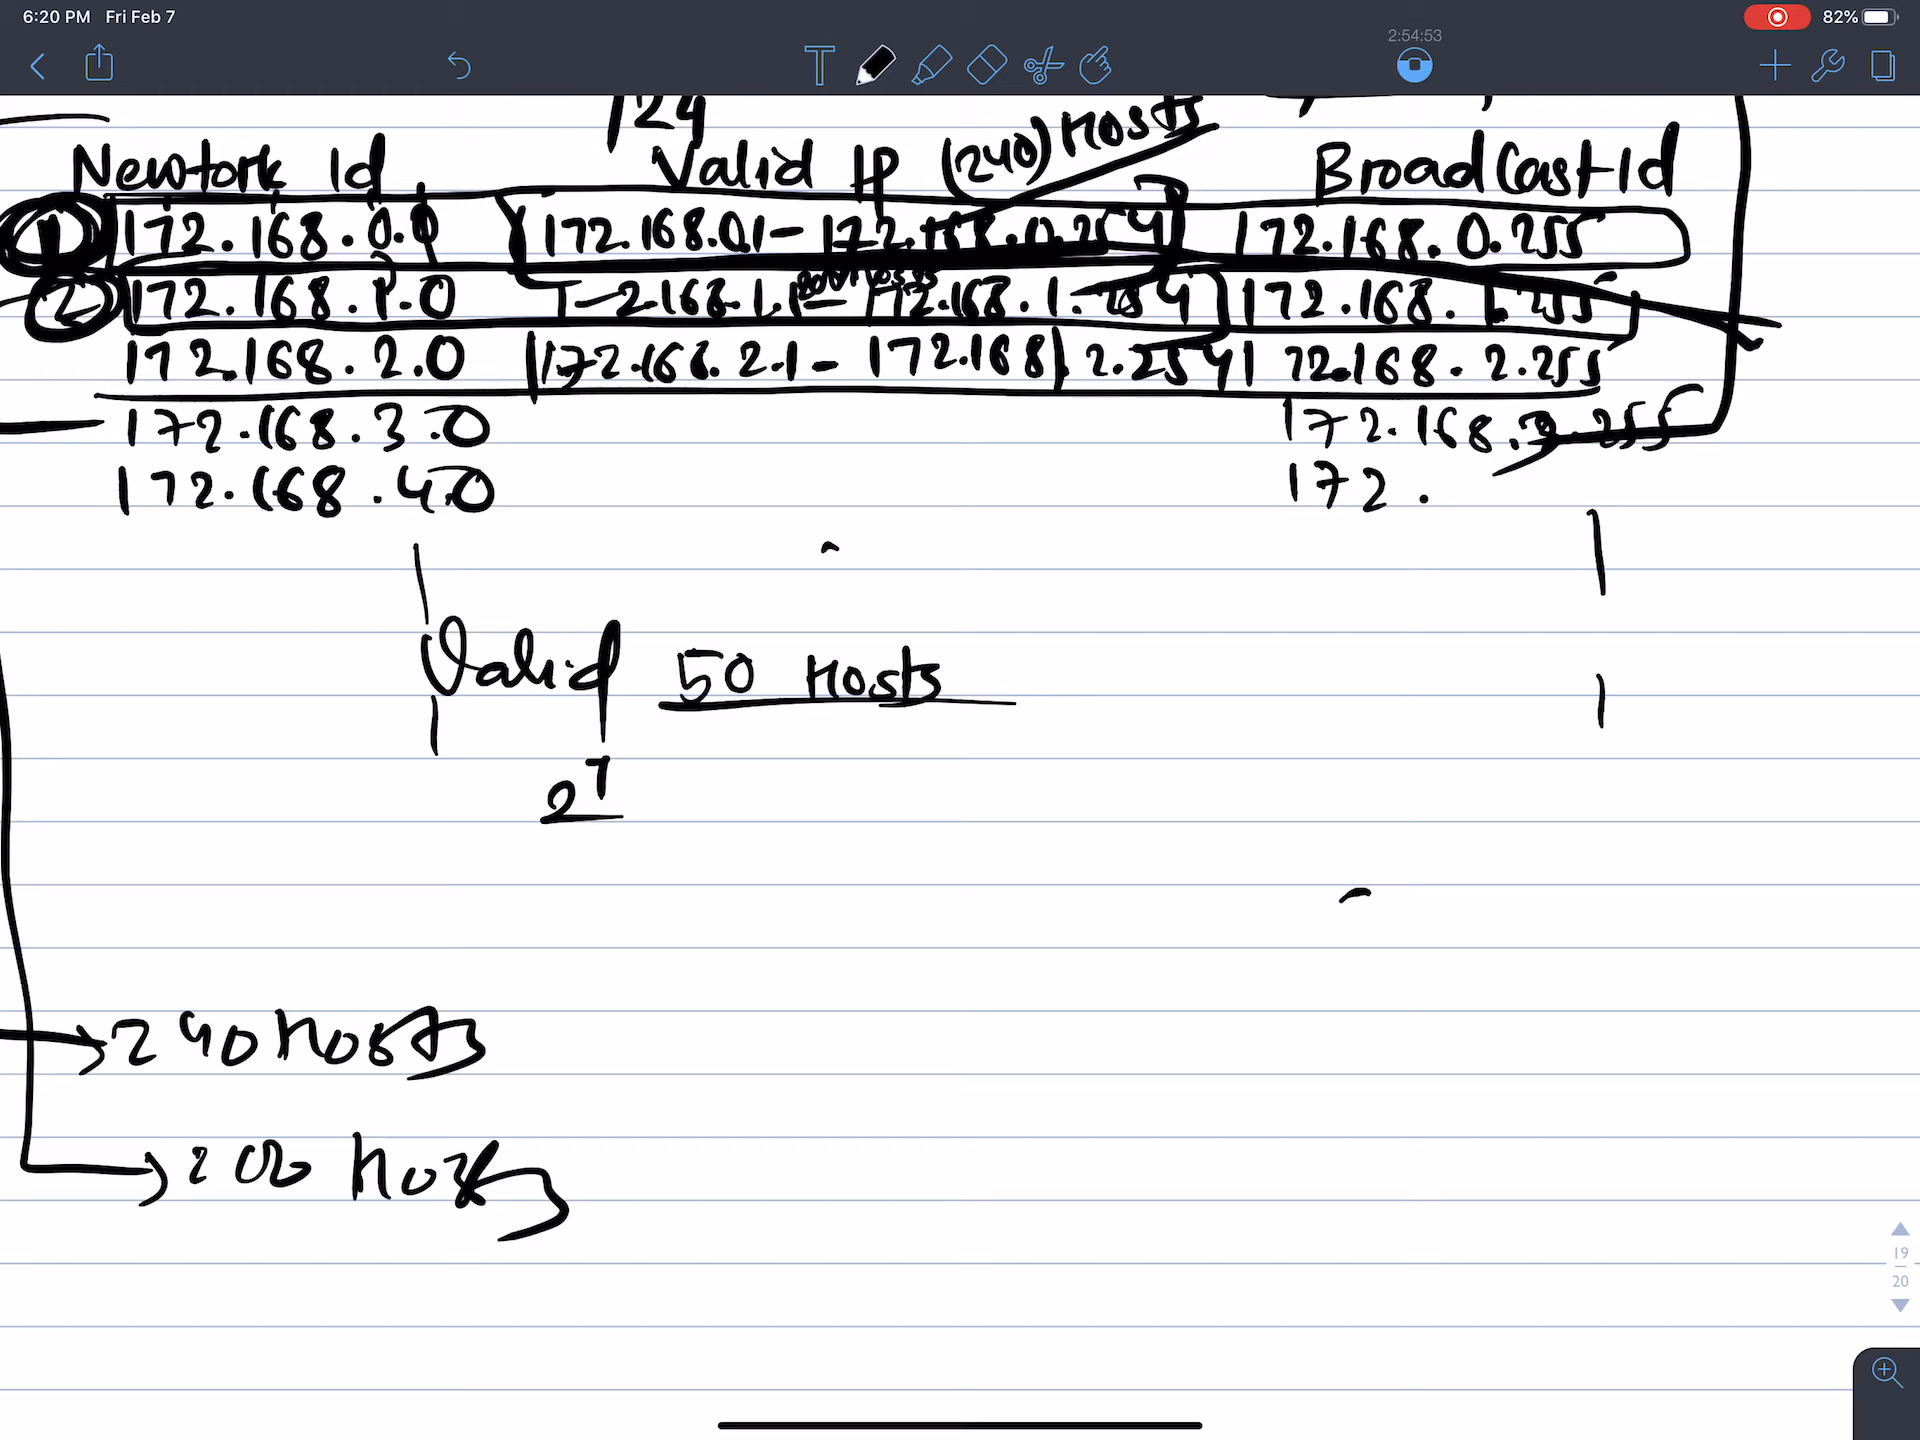 6:20 PM Fri Feb 7
82%
2:54:53
/24
Newtork Id Valid IP (240) Hosts BroadCast Id
1 172.168.0.0 172.168.0.1 - 172.168.0.254 172.168.0.255
2 172.168.1.0 172.168.1.1 - 172.168.1.254 172.168.1.255
172.168.2.0 172.168.2.1 - 172.168.2.254 172.168.2.255
172.168.3.0 172.168.3.255
172.168.4.0 172.
Valid 50 Hosts
2^7
240 Hosts
200 Hosts
19
20